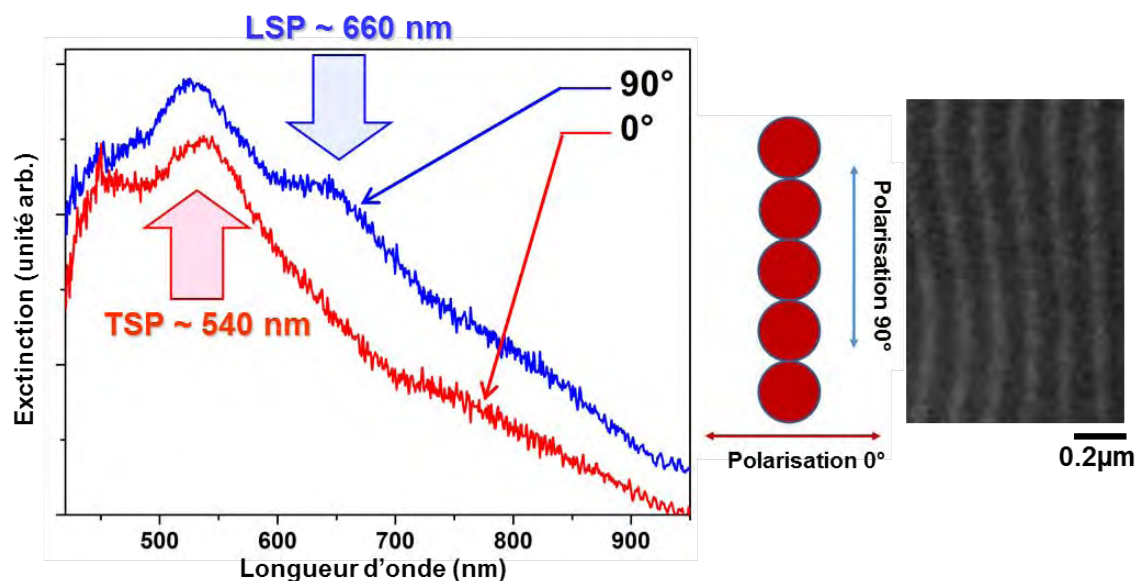 LSP ~ 660 nm
90°
0°
TSP ~ 540 nm
Exctinction (unité arb.)
500 600 700 800 900
Longueur d'onde (nm)
Polarisation 90°
Polarisation 0°
0.2µm